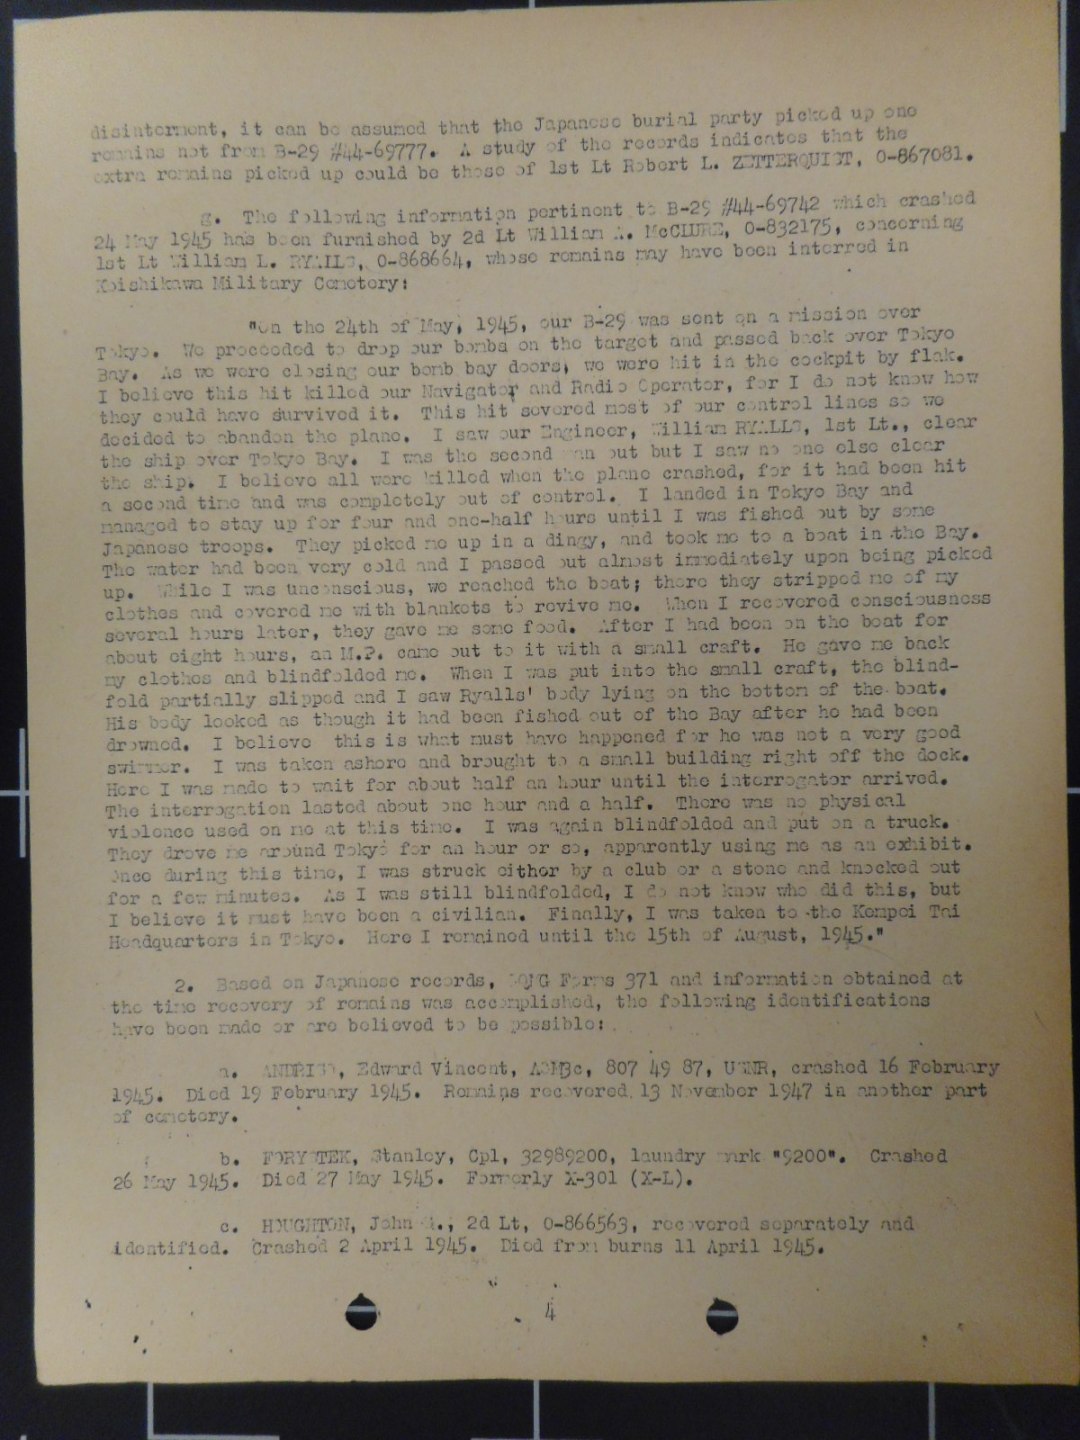 disinterment, it can be assumed that the Japanese burial party picked up one
remains not from B-29 #44-69777. A study of the records indicates that the
extra remains picked up could be those of 1st Lt Robert L. ZETTERQUIST, 0-867081.
g. The following information pertinent to B-29 #44-69742 which crashed
24 May 1945 has been furnished by 2d Lt William A. McCLURE, 0-832175, concerning
1st Lt William L. RYALLS, 0-868664, whose remains may have been interred in
Koishikawa Military Cemetery:
"On the 24th of May, 1945, our B-29 was sent on a mission over
Tokyo. We proceeded to drop our bombs on the target and passed back over Tokyo
Bay. As we were closing our bomb bay doors, we were hit in the cockpit by flak.
I believe this hit killed our Navigator and Radio Operator, for I do not know how
they could have survived it. This hit severed most of our control lines so we
decided to abandon the plane. I saw our Engineer, William RYALLS, 1st Lt., clear
the ship over Tokyo Bay. I was the second man out but I saw no one else clear
the ship. I believe all were killed when the plane crashed, for it had been hit
a second time and was completely out of control. I landed in Tokyo Bay and
managed to stay up for four and one-half hours until I was fished out by some
Japanese troops. They picked me up in a dingy, and took me to a boat in the Bay.
The water had been very cold and I passed out almost immediately upon being picked
up. While I was unconscious, we reached the boat; there they stripped me of my
clothes and covered me with blankets to revive me. When I recovered consciousness
several hours later, they gave me some food. After I had been on the boat for
about eight hours, an M.P. came out to it with a small craft. He gave me back
my clothes and blindfolded me. When I was put into the small craft, the blind-
fold partially slipped and I saw Ryalls' body lying on the bottom of the boat.
His body looked as though it had been fished out of the Bay after he had been
drowned. I believe this is what must have happened for he was not a very good
swimmer. I was taken ashore and brought to a small building right off the dock.
Here I was made to wait for about half an hour until the interrogator arrived.
The interrogation lasted about one hour and a half. There was no physical
violence used on me at this time. I was again blindfolded and put on a truck.
They drove me around Tokyo for an hour or so, apparently using me as an exhibit.
Once during this time, I was struck either by a club or a stone and knocked out
for a few minutes. As I was still blindfolded, I do not know who did this, but
I believe it must have been a civilian. Finally, I was taken to the Kempei Tai
Headquarters in Tokyo. Here I remained until the 15th of August, 1945."
2. Based on Japanese records, OQMG Forms 371 and information obtained at
the time recovery of remains was accomplished, the following identifications
have been made or are believed to be possible:
a. Edward Vincent, 807 49 87, USNR, crashed 16 February
1945. Died 19 February 1945. Remains recovered 13 November 1947 in another part
of cemetery.
b. FORYSTEK, Stanley, Cpl, 32989200, laundry mark "9200". Crashed
26 May 1945. Died 27 May 1945. Formerly X-301 (X-L).
c. HOUGHTON, John 2d Lt, 0-866563, recovered separately and
identified. Crashed 2 April 1945. Died from burns 11 April 1945.
4